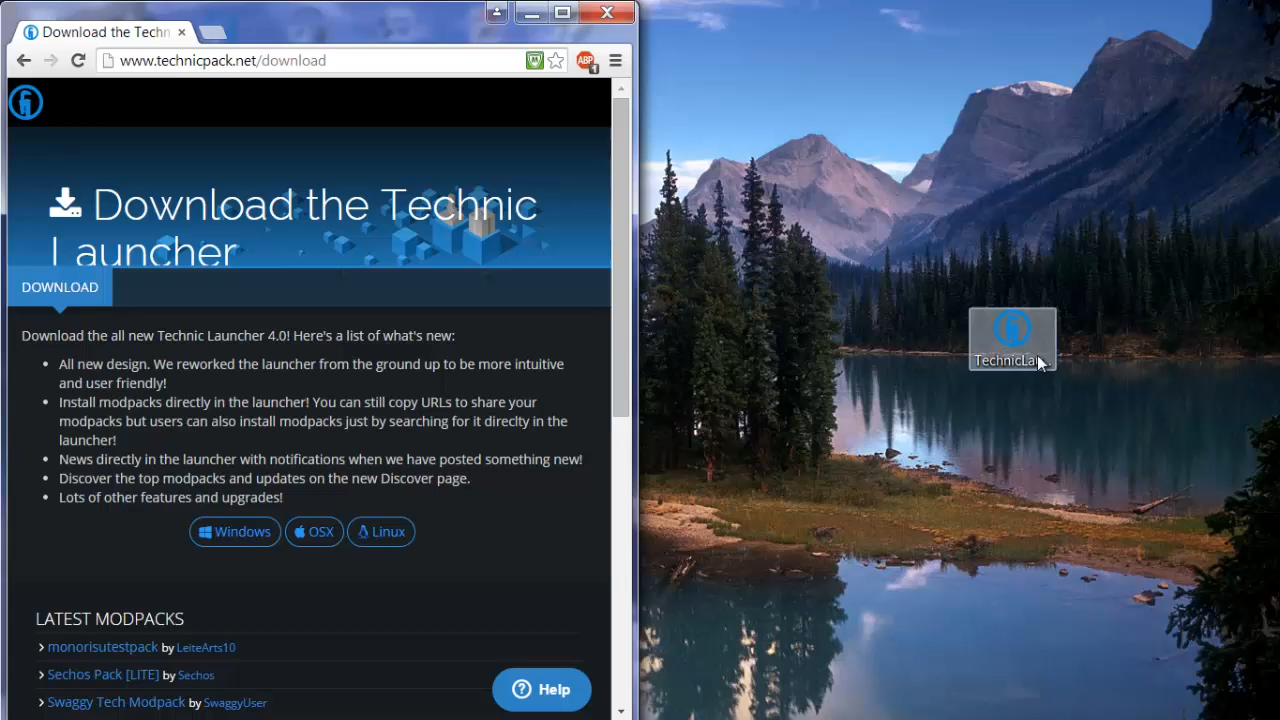 Download the Techn
www.technicpack.net/download
ABP
1
Download the Technic
Launcher
DOWNLOAD
Download the all new Technic Launcher 4.0! Here's a list of what's new:
All new design. We reworked the launcher from the ground up to be more intuitive
and user friendly!
Install modpacks directly in the launcher! You can still copy URLs to share your
modpacks but users can also install modpacks just by searching for it direclty in the
launcher!
News directly in the launcher with notifications when we have posted something new!
Discover the top modpacks and updates on the new Discover page.
Lots of other features and upgrades!
Windows OSX Linux
LATEST MODPACKS
monorisutestpack by LeiteArts10
Sechos Pack [LITE] by Sechos
Swaggy Tech Modpack by SwaggyUser
Help
TechnicLau...